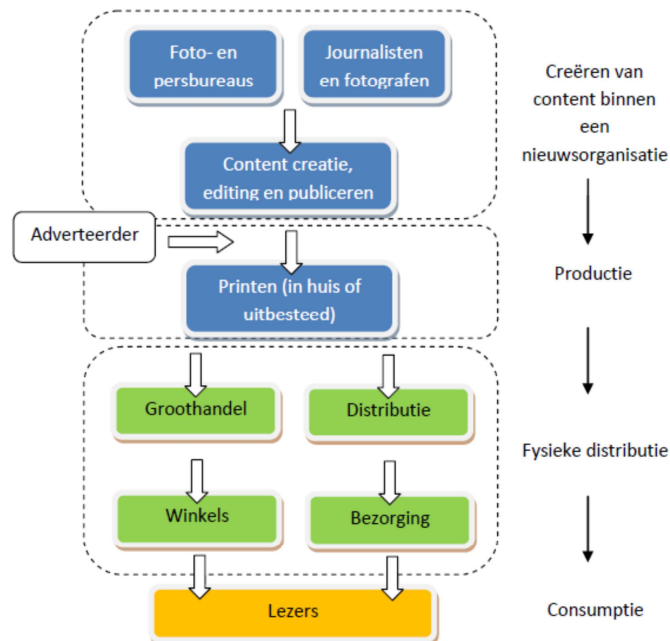 Foto- en
persbureaus
Journalisten
en fotografen
Creëren van
content binnen
een
nieuwsorganisatie
Content creatie,
editing en publiceren
Adverteerder
Printen (in huis of
uitbesteed)
Productie
Groothandel
Distributie
Fysieke distributie
Winkels
Bezorging
Lezers
Consumptie